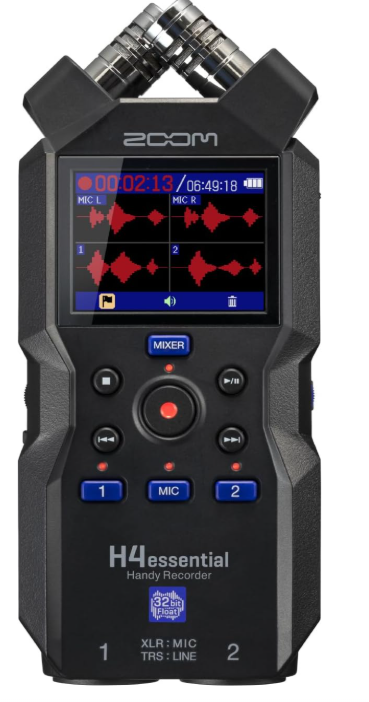 ZOOM
00:02:13/06:49:18
MIC L
MIC R
1
2
MIXER
1
MIC
2
H4essential
Handy Recorder
32bit
Float
1
XLR:MIC
TRS:LINE
2